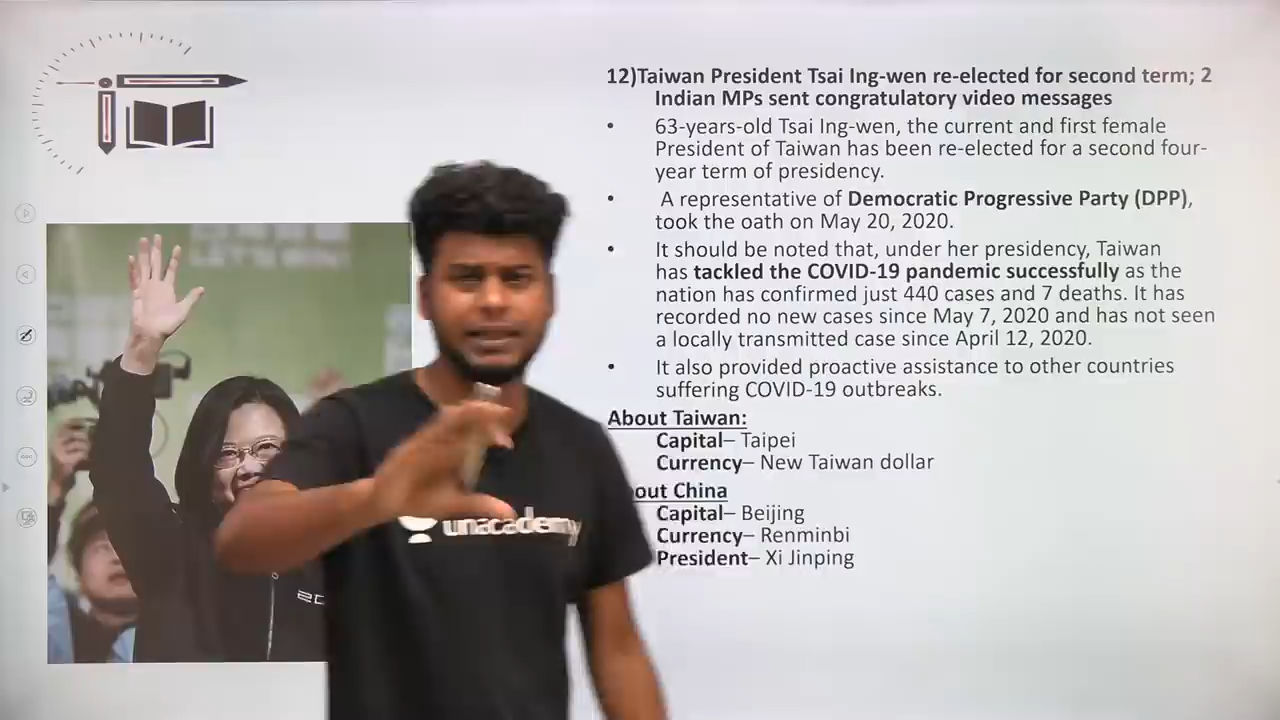 12)Taiwan President Tsai Ing-wen re-elected for second term; 2
Indian MPs sent congratulatory video messages
• 63-years-old Tsai Ing-wen, the current and first female
President of Taiwan has been re-elected for a second four-
year term of presidency.
• A representative of Democratic Progressive Party (DPP),
took the oath on May 20, 2020.
• It should be noted that, under her presidency, Taiwan
has tackled the COVID-19 pandemic successfully as the
nation has confirmed just 440 cases and 7 deaths. It has
recorded no new cases since May 7, 2020 and has not seen
a locally transmitted case since April 12, 2020.
• It also provided proactive assistance to other countries
suffering COVID-19 outbreaks.
About Taiwan:
Capital– Taipei
Currency– New Taiwan dollar
out China
Capital– Beijing
Currency– Renminbi
President– Xi Jinping
unacademy